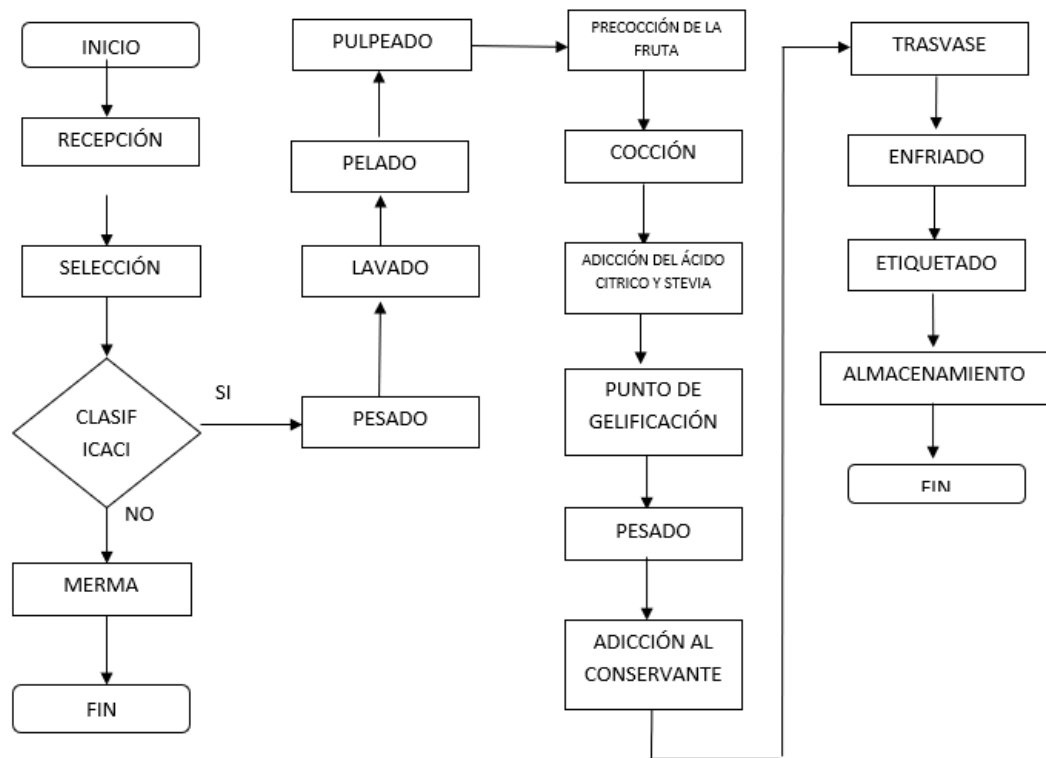 INICIO
RECEPCIÓN
SELECCIÓN
CLASIF
ICACI
SI
NO
MERMA
FIN
PESADO
LAVADO
PELADO
PULPEADO
PRECOCCIÓN DE LA
FRUTA
COCCIÓN
ADICCIÓN DEL ÁCIDO
CITRICO Y STEVIA
PUNTO DE
GELIFICACIÓN
PESADO
ADICCIÓN AL
CONSERVANTE
TRASVASE
ENFRIADO
ETIQUETADO
ALMACENAMIENTO
FIN